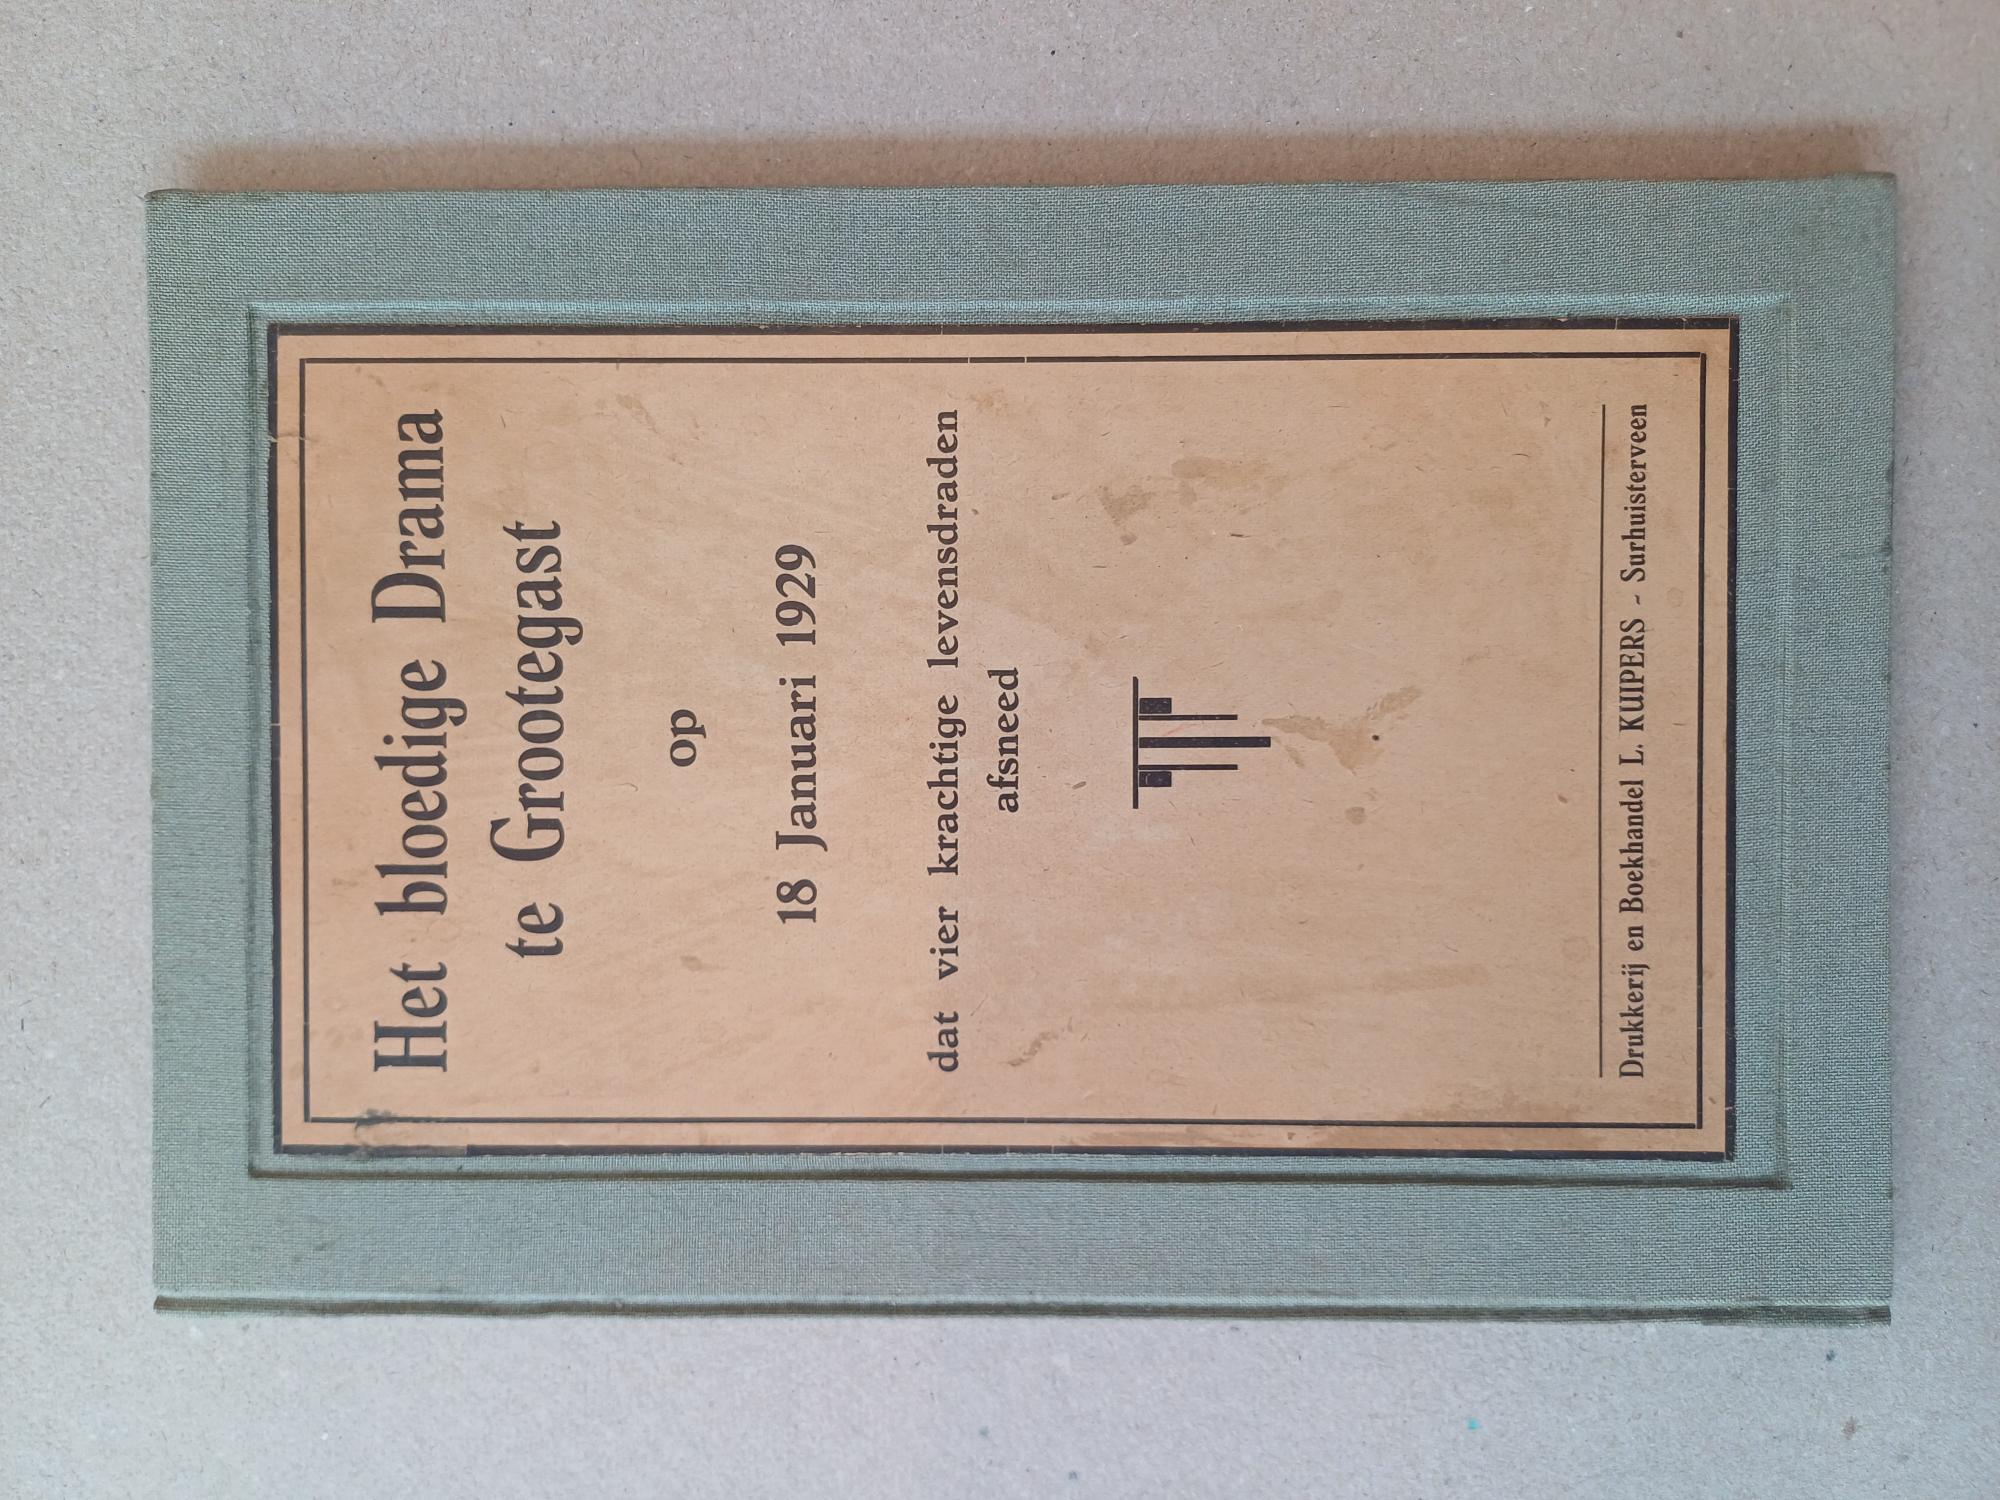 Het bloedige Drama
te Grootegast
op
18 Januari 1929
dat vier krachtige levensdraden
afsneed
Drukkerij en Boekhandel L. KUIPERS - Surhuisterveen